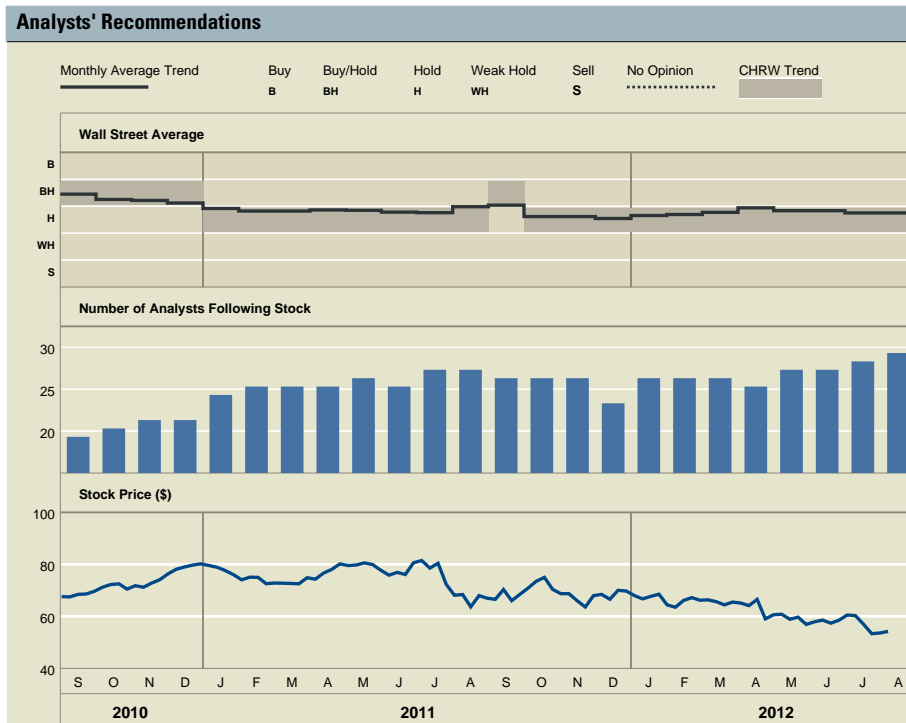 Analysts' Recommendations
Monthly Average Trend Buy Buy/Hold Hold Weak Hold Sell No Opinion CHRW Trend
B BH H WH S
Wall Street Average
B
BH
H
WH
S
Number of Analysts Following Stock
30
25
20
Stock Price ($)
100
80
60
40
S O N D J F M A M J J A S O N D J F M A M J J A
2010 2011 2012